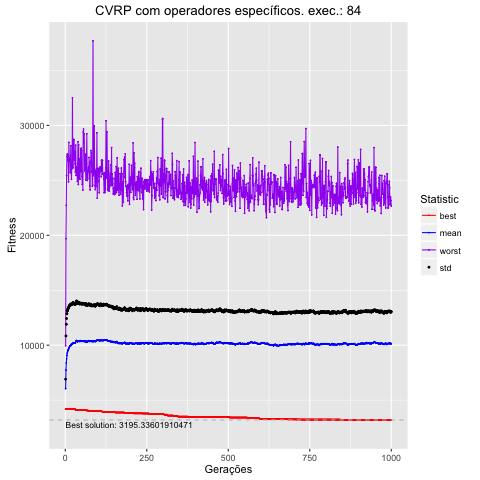 CVRP com operadores específicos. exec.: 84
Fitness
30000
20000
10000
Best solution: 3195.33601910471
0
250
500
750
1000
Gerações
Statistic
best
mean
worst
std